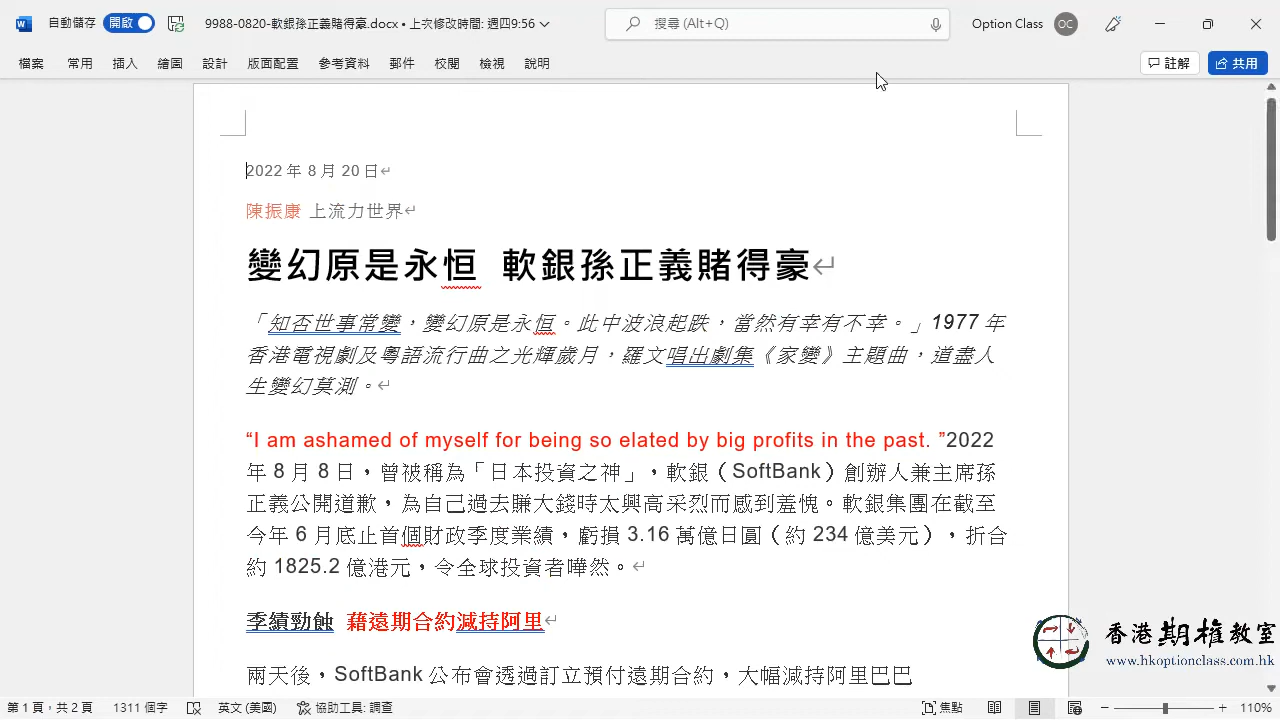 自動儲存 開啟 9988-0820-軟銀孫正義賭得豪.docx • 上次修改時間: 週四9:56 搜尋 (Alt+Q) Option Class OC
檔案 常用 插入 繪圖 設計 版面配置 參考資料 郵件 校閱 檢視 說明 註解 共用
2022 年 8 月 20 日
陳振康 上流力世界
變幻原是永恒 軟銀孫正義賭得豪
「知否世事常變，變幻原是永恒。此中波浪起跌，當然有幸有不幸。」1977 年
香港電視劇及粵語流行曲之光輝歲月，羅文唱出劇集《家變》主題曲，道盡人
生變幻莫測。
“I am ashamed of myself for being so elated by big profits in the past. ”2022
年 8 月 8 日，曾被稱為「日本投資之神」，軟銀（SoftBank）創辦人兼主席孫
正義公開道歉，為自己過去賺大錢時太興高采烈而感到羞愧。軟銀集團在截至
今年 6 月底止首個財政季度業績，虧損 3.16 萬億日圓（約 234 億美元），折合
約 1825.2 億港元，令全球投資者嘩然。
季績勁蝕 藉遠期合約減持阿里
兩天後，SoftBank 公布會透過訂立預付遠期合約，大幅減持阿里巴巴
香港期權教室
www.hkoptionclass.com.hk
第 1 頁，共 2 頁 1311 個字 英文 (美國) 協助工具: 調查 焦點 110%